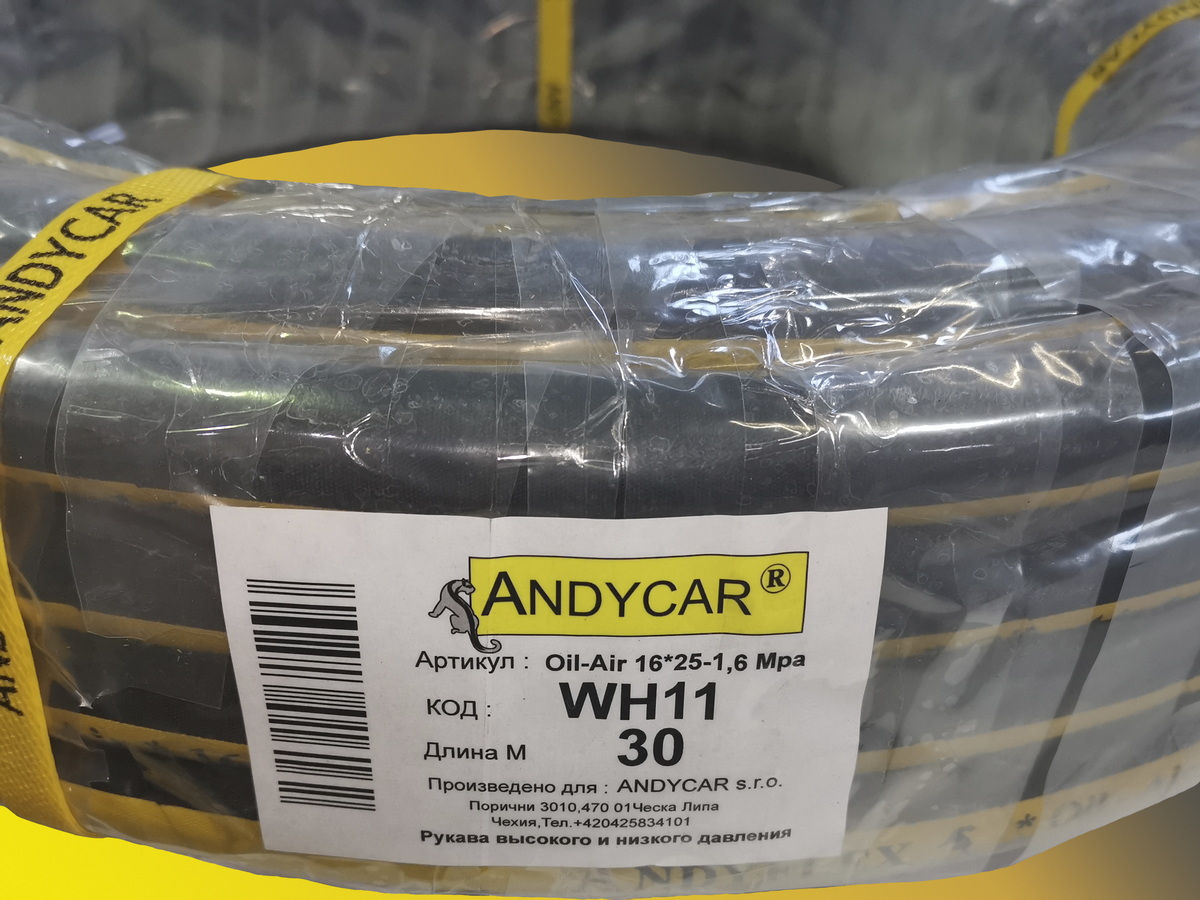 ANDYCAR
ANDYCAR®
Артикул : Oil-Air 16*25-1,6 Mpa
КОД : WH11
Длина М 30
Произведено для : ANDYCAR s.r.o.
Порични 3010,470 01Ческа Липа
Чехия,Тел.+420425834101
Рукава высокого и низкого давления